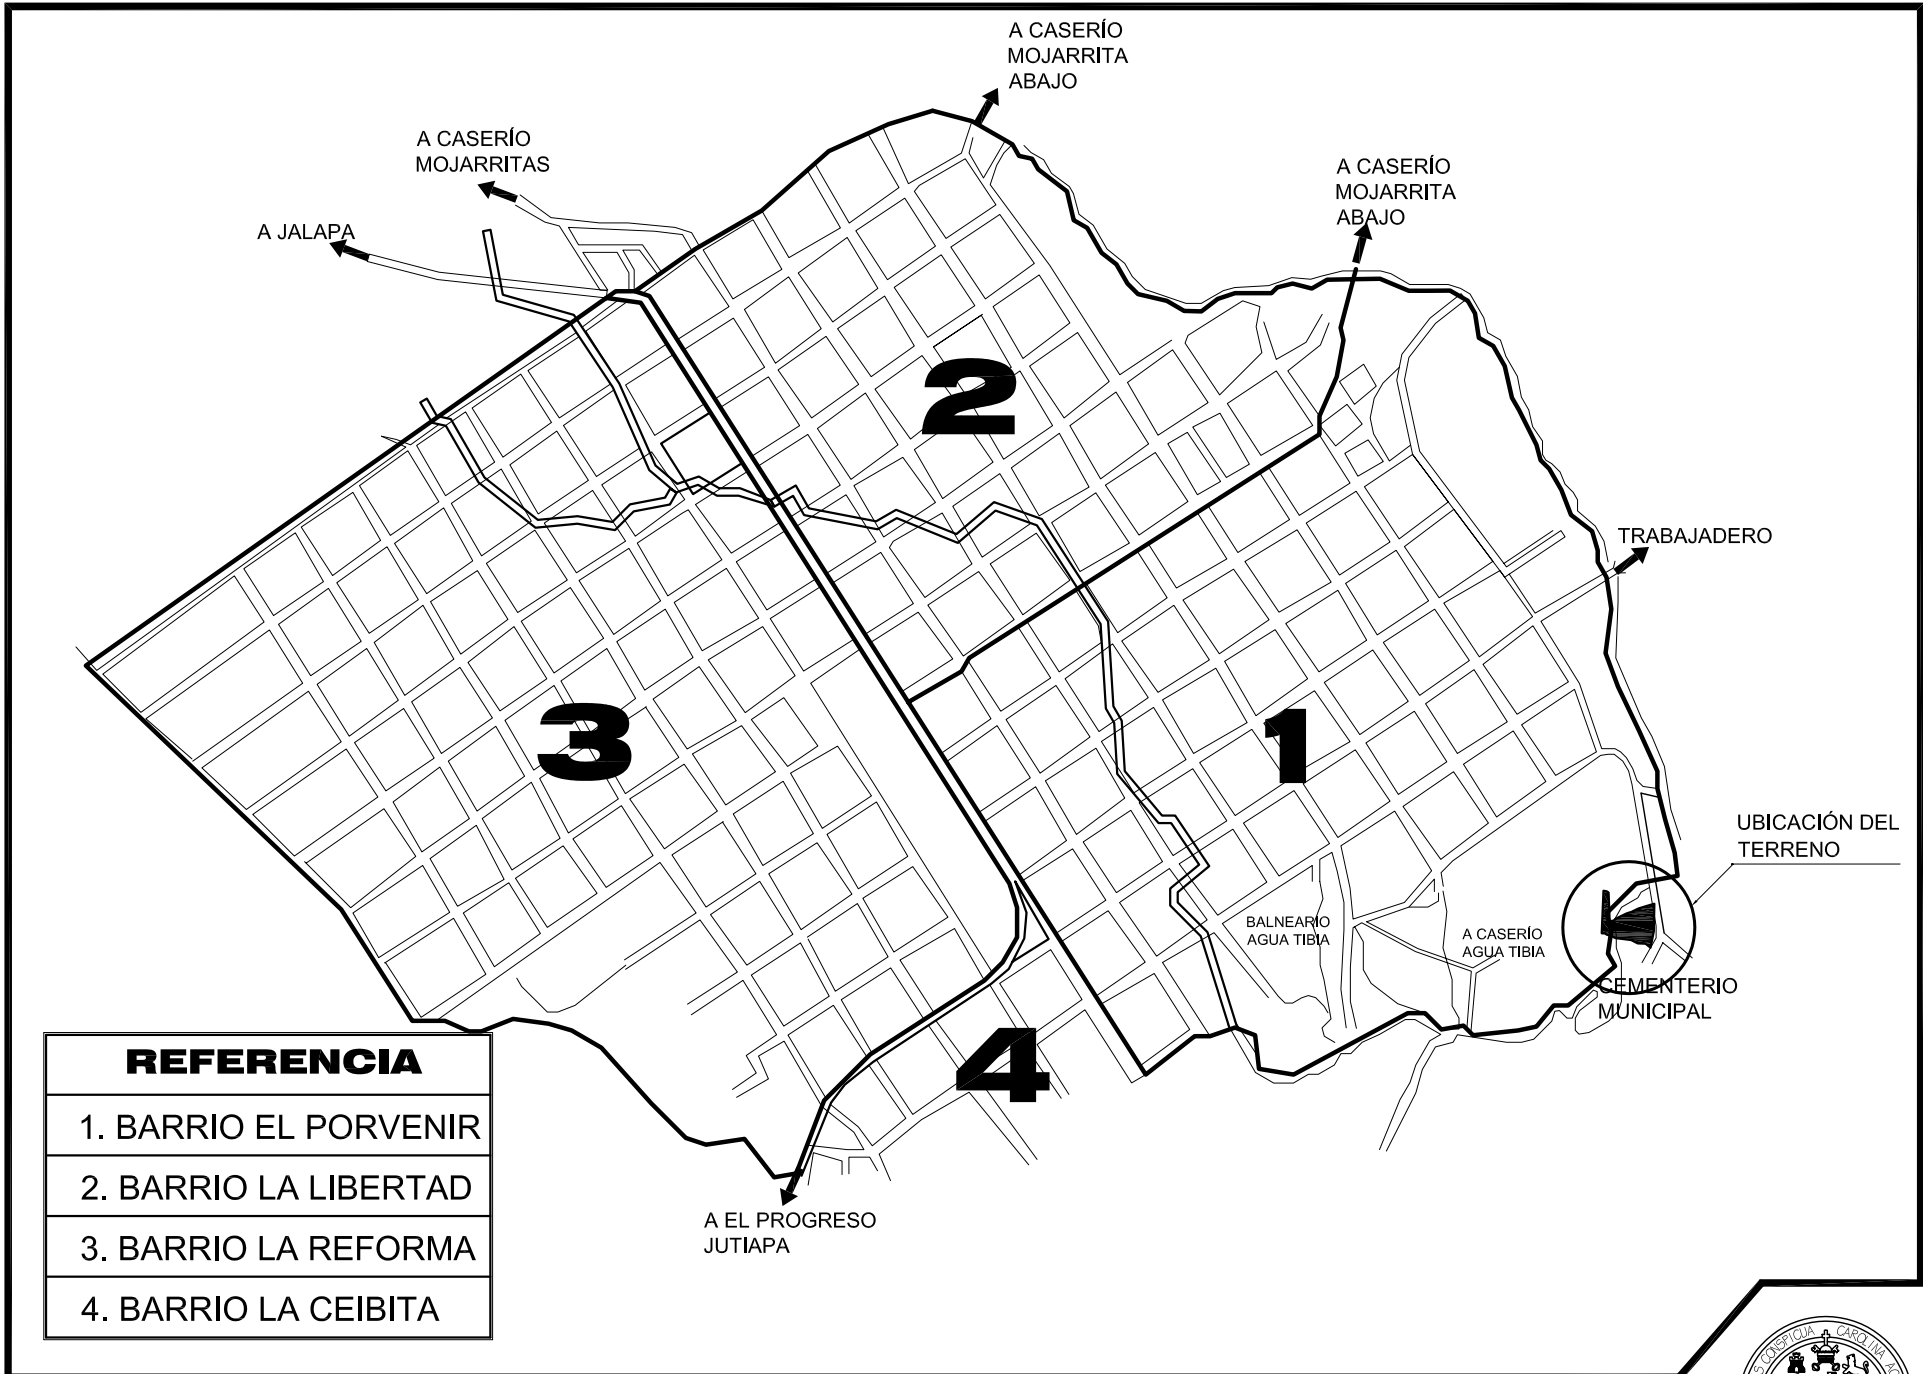 A CASERÍO
MOJARRITA
ABAJO
A CASERÍO
MOJARRITAS
A CASERÍO
MOJARRITA
ABAJO
A JALAPA
2
TRABAJADERO
3
1
UBICACIÓN DEL
TERRENO
BALNEARIO
AGUA TIBIA
A CASERÍO
AGUA TIBIA
CEMENTERIO
MUNICIPAL
4
REFERENCIA
1. BARRIO EL PORVENIR
2. BARRIO LA LIBERTAD
3. BARRIO LA REFORMA
4. BARRIO LA CEIBITA
A EL PROGRESO
JUTIAPA
CONSPICUA CAROLINA